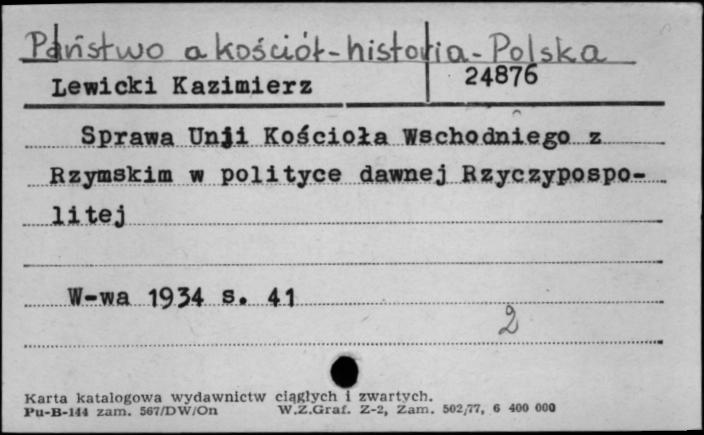 Państwo a kościół-historia-Polska
Lewicki Kazimierz 24876
Sprawa Unji Kościoła Wschodniego z
Rzymskim w polityce dawnej Rzyczypospo-
litej
W-wa 1934 s. 41
2
Karta katalogowa wydawnictw ciągłych i zwartych.
Pu-B-144 zam. 567/DW/On W.Z.Graf. Z-2, Zam. 502/77, 6 400 000